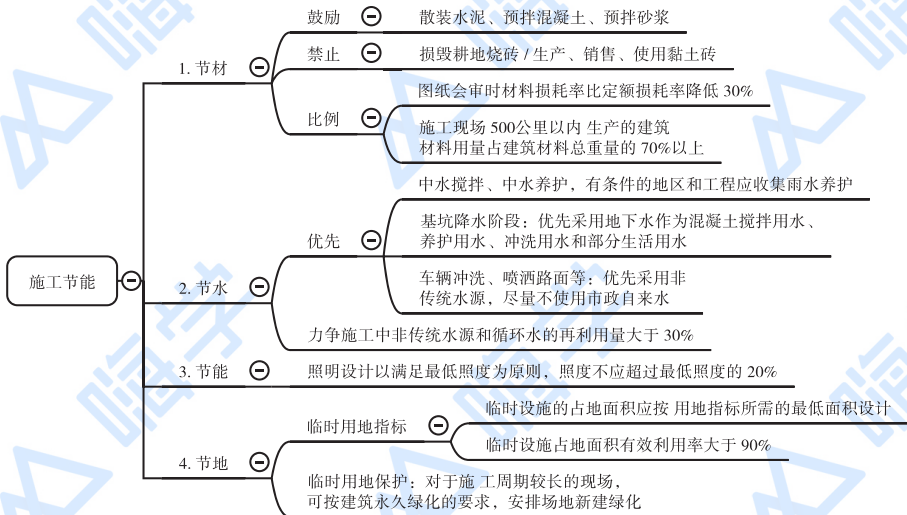 施工节能
1. 节材
鼓励
散装水泥、预拌混凝土、预拌砂浆
禁止
损毁耕地烧砖 / 生产、销售、使用黏土砖
比例
图纸会审时材料损耗率比定额损耗率降低 30%
施工现场 500公里以内 生产的建筑
材料用量占建筑材料总重量的 70%以上
2. 节水
优先
中水搅拌、中水养护，有条件的地区和工程应收集雨水养护
基坑降水阶段：优先采用地下水作为混凝土搅拌用水、
养护用水、冲洗用水和部分生活用水
车辆冲洗、喷洒路面等：优先采用非
传统水源，尽量不使用市政自来水
力争施工中非传统水源和循环水的再利用量大于 30%
3. 节能
照明设计以满足最低照度为原则，照度不应超过最低照度的 20%
4. 节地
临时用地指标
临时设施的占地面积应按 用地指标所需的最低面积设计
临时设施占地面积有效利用率大于 90%
临时用地保护：对于施 工周期较长的现场，
可按建筑永久绿化的要求，安排场地新建绿化
嗨学
嗨学